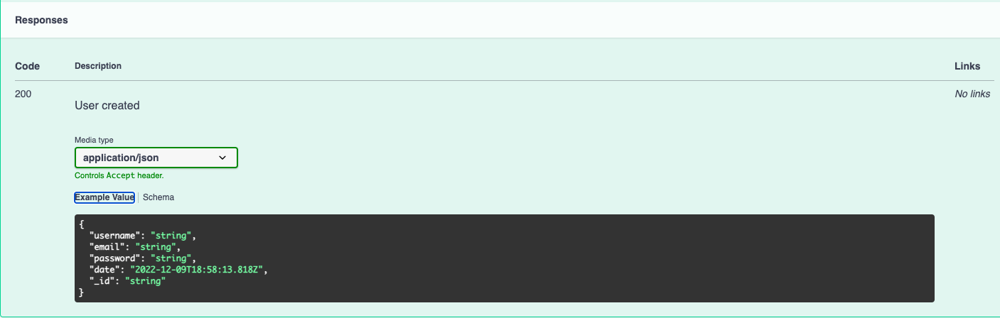 Responses
Code Description Links
200 No links
User created
Media type
application/json
Controls Accept header.
Example Value Schema
{
  "username": "string",
  "email": "string",
  "password": "string",
  "date": "2022-12-09T18:58:13.818Z",
  "_id": "string"
}